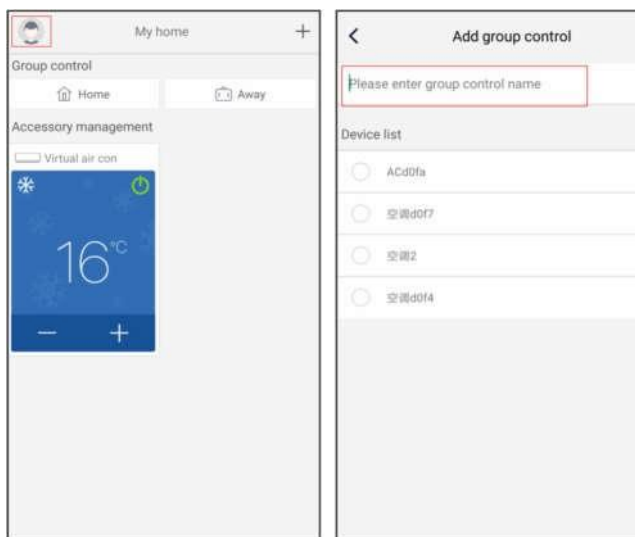 My home
Group control
Home
Away
Accessory management
Virtual air con
16°C
Add group control
Please enter group control name
Device list
ACd0fa
空调d0f7
空调2
空调d0f4